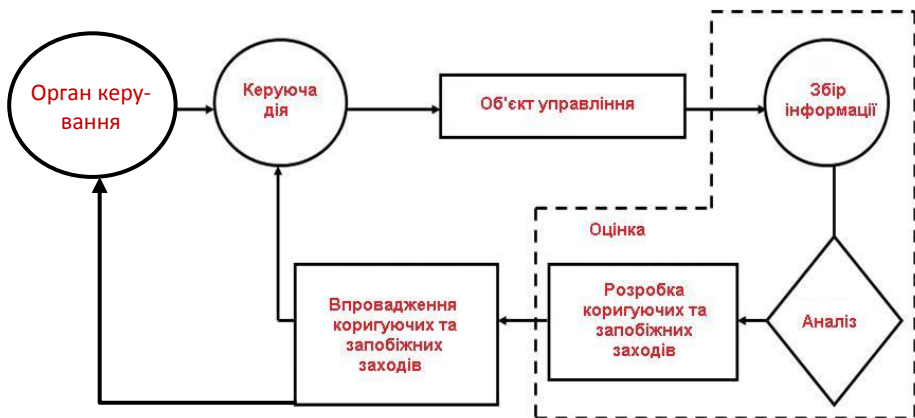 Орган керу-
вання
Керуюча
дія
Об'єкт управління
Збір
інформації
Оцінка
Впровадження
коригуючих та
запобіжних
заходів
Розробка
коригуючих та
запобіжних
заходів
Аналіз